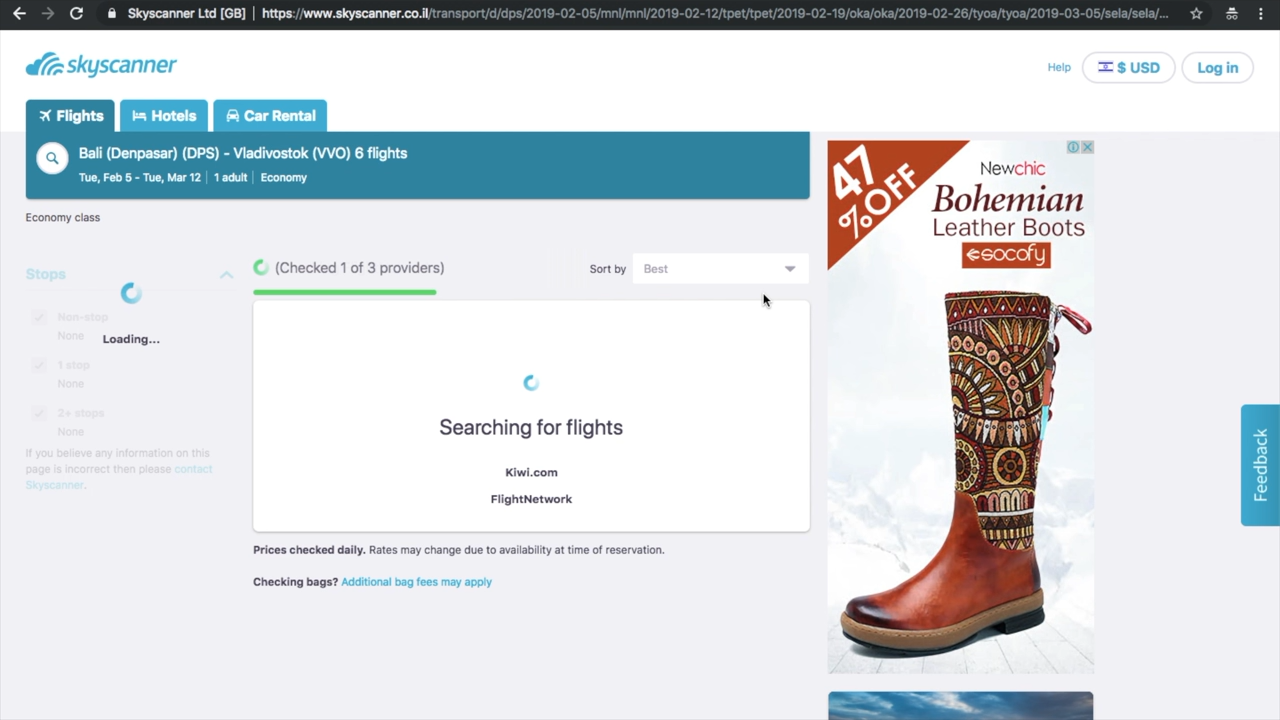 Skyscanner Ltd [GB] | https://www.skyscanner.co.il/transport/d/dps/2019-02-05/mnl/mnl/2019-02-12/tpet/tpet/2019-02-19/oka/oka/2019-02-26/tyoa/tyoa/2019-03-05/sela/sela/...
skyscanner
Help
$ USD
Log in
Flights
Hotels
Car Rental
Bali (Denpasar) (DPS) - Vladivostok (VVO) 6 flights
Tue, Feb 5 - Tue, Mar 12 | 1 adult | Economy
Economy class
Stops
Loading...
Non-stop
None
1 stop
None
2+ stops
None
If you believe any information on this
page is incorrect then please contact
Skyscanner.
(Checked 1 of 3 providers)
Sort by
Best
Searching for flights
Kiwi.com
FlightNetwork
Prices checked daily. Rates may change due to availability at time of reservation.
Checking bags? Additional bag fees may apply
47
%OFF
Newchic
Bohemian
Leather Boots
socofy
Feedback